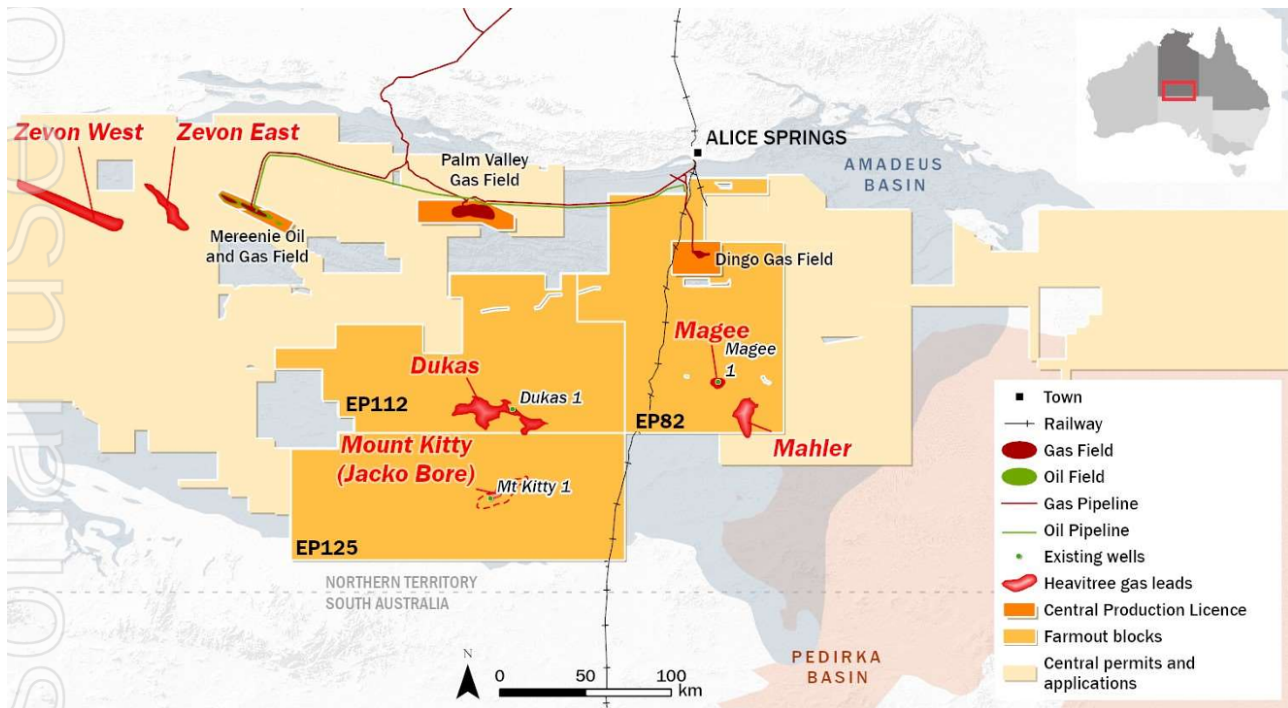 Zevon West
Zevon East
ALICE SPRINGS
Palm Valley
Gas Field
AMADEUS
BASIN
Mereenie Oil
and Gas Field
Dingo Gas Field
Magee
Magee
1
Dukas
Dukas 1
EP112
EP82
Mahler
Mount Kitty
(Jacko Bore)
Mt Kitty 1
EP125
NORTHERN TERRITORY
SOUTH AUSTRALIA
PEDIRKA
BASIN
N
0 50 100
km
Town
Railway
Gas Field
Oil Field
Gas Pipeline
Oil Pipeline
Existing wells
Heavitree gas leads
Central Production Licence
Farmout blocks
Central permits and
applications